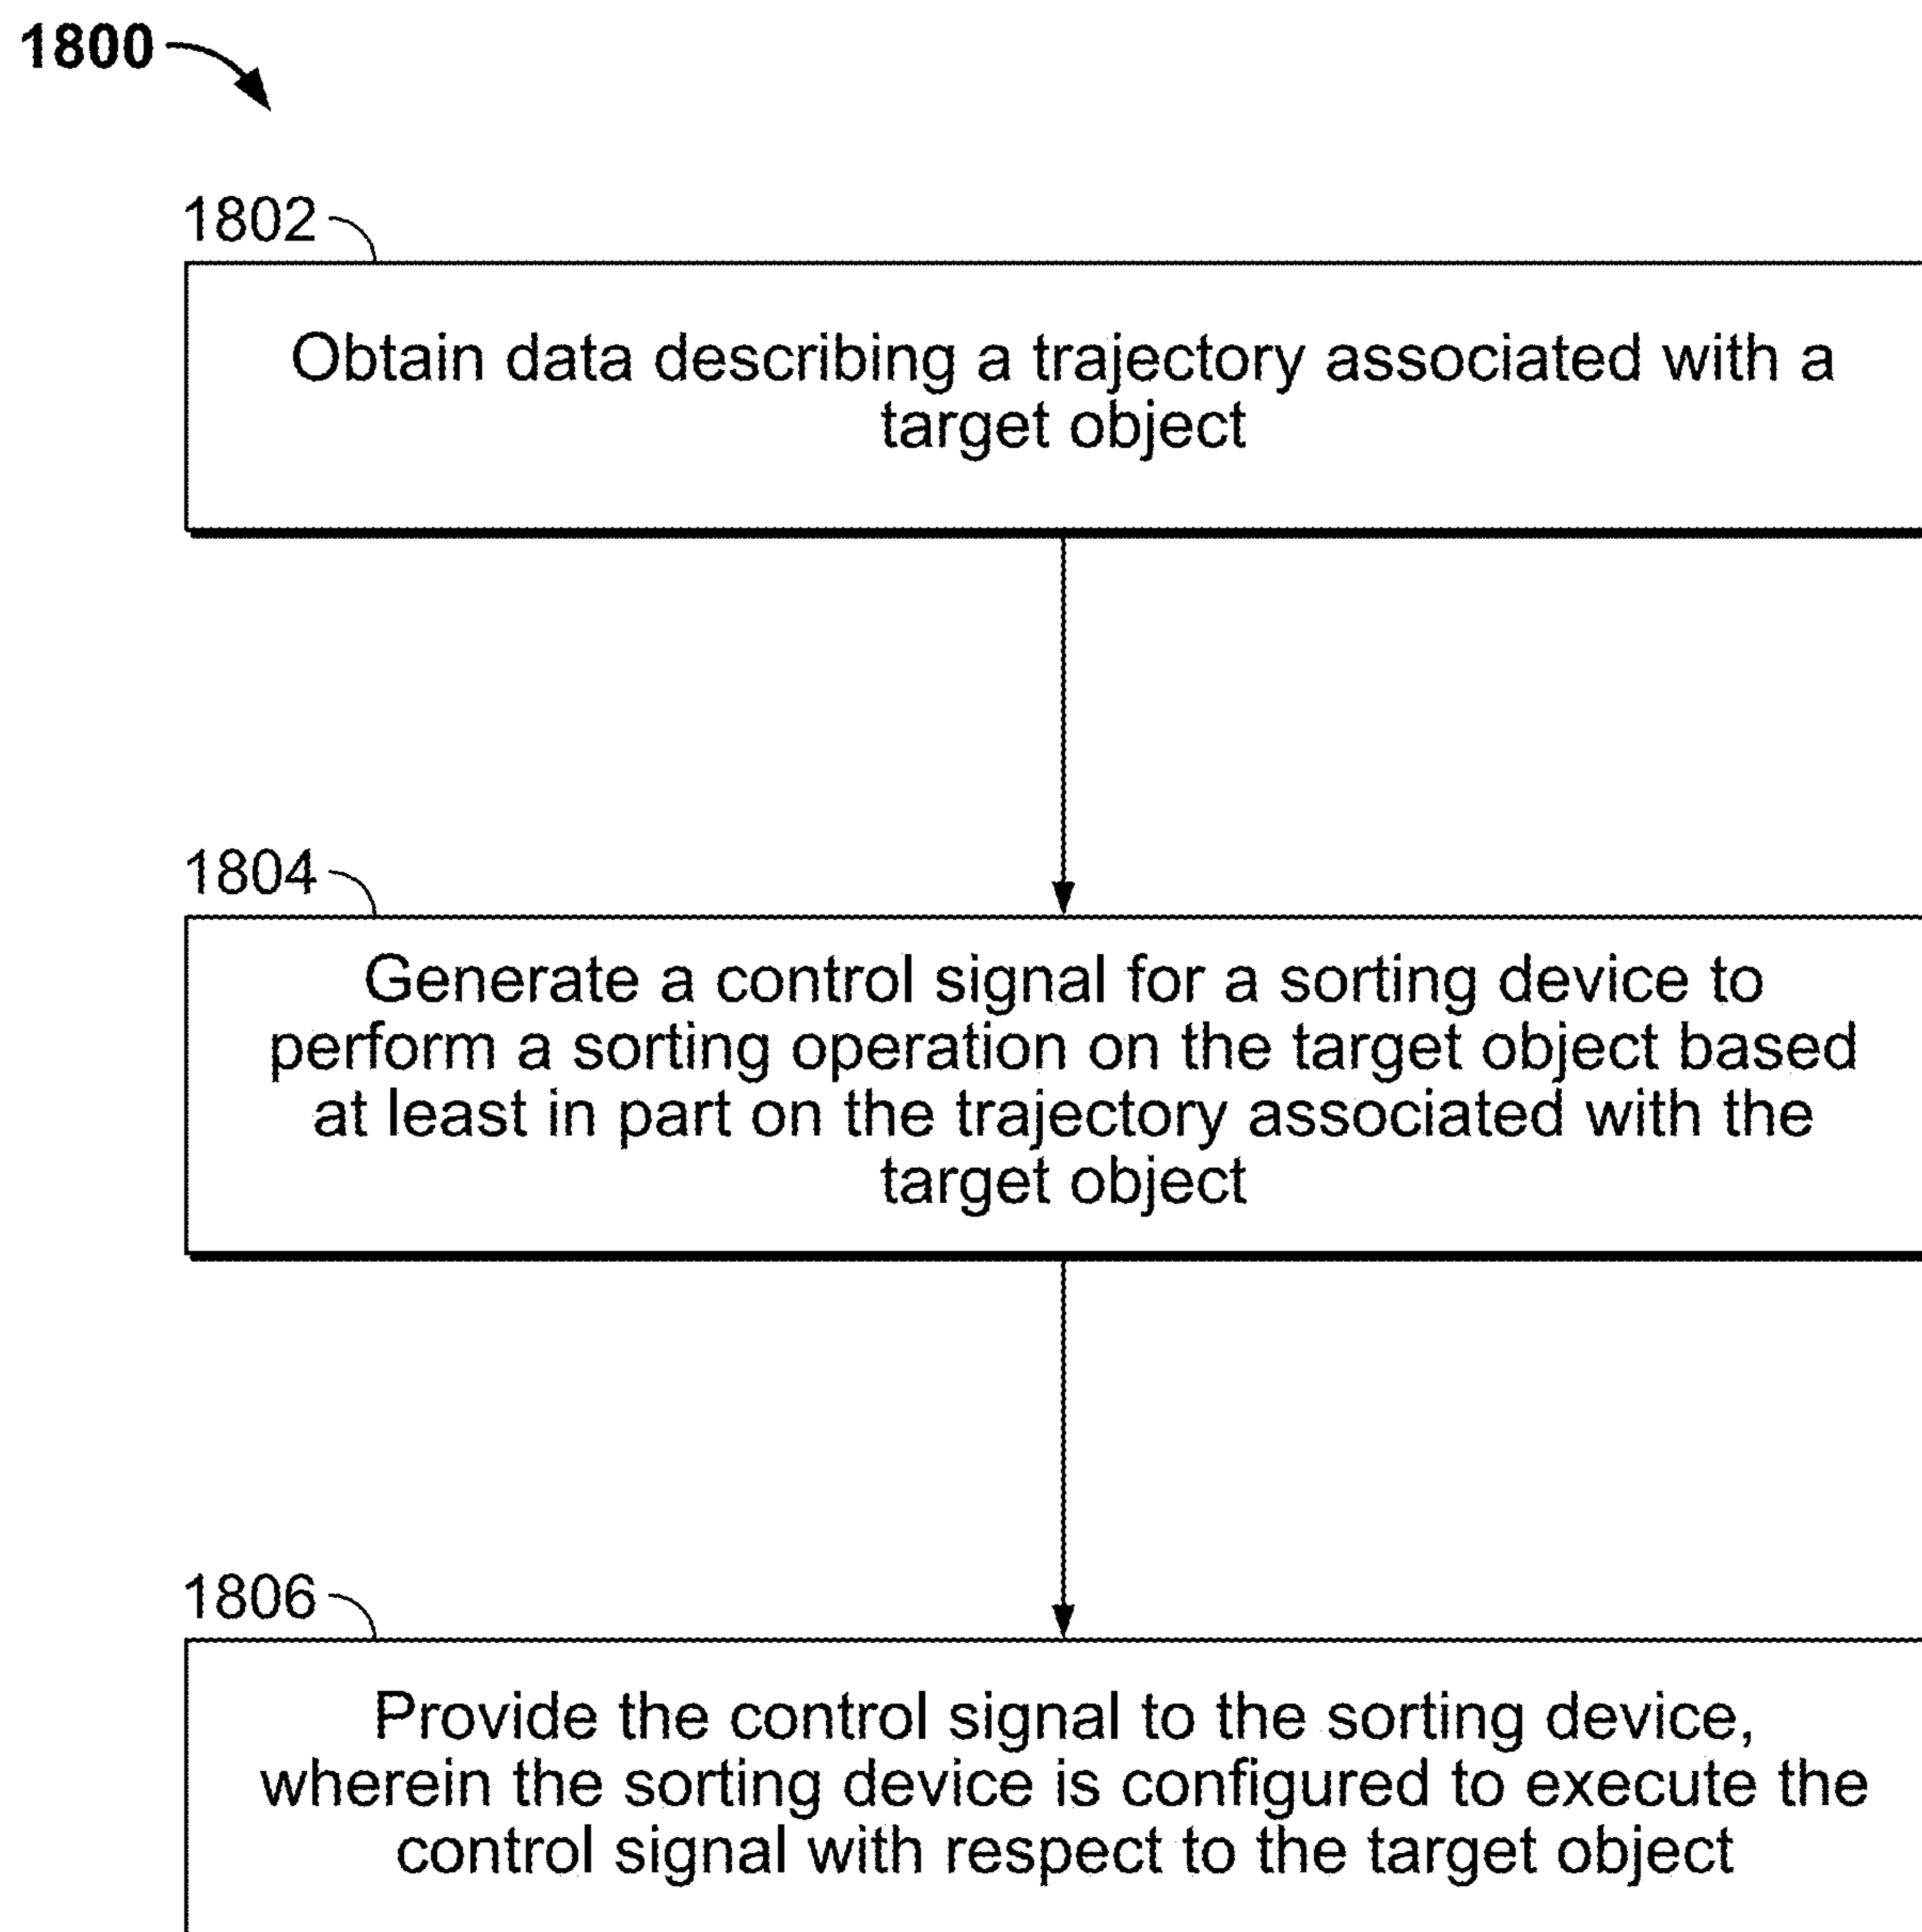 1800
1802
Obtain data describing a trajectory associated with a
target object
1804
Generate a control signal for a sorting device to
perform a sorting operation on the target object based
at least in part on the trajectory associated with the
target object
1806
Provide the control signal to the sorting device,
wherein the sorting device is configured to execute the
control signal with respect to the target object